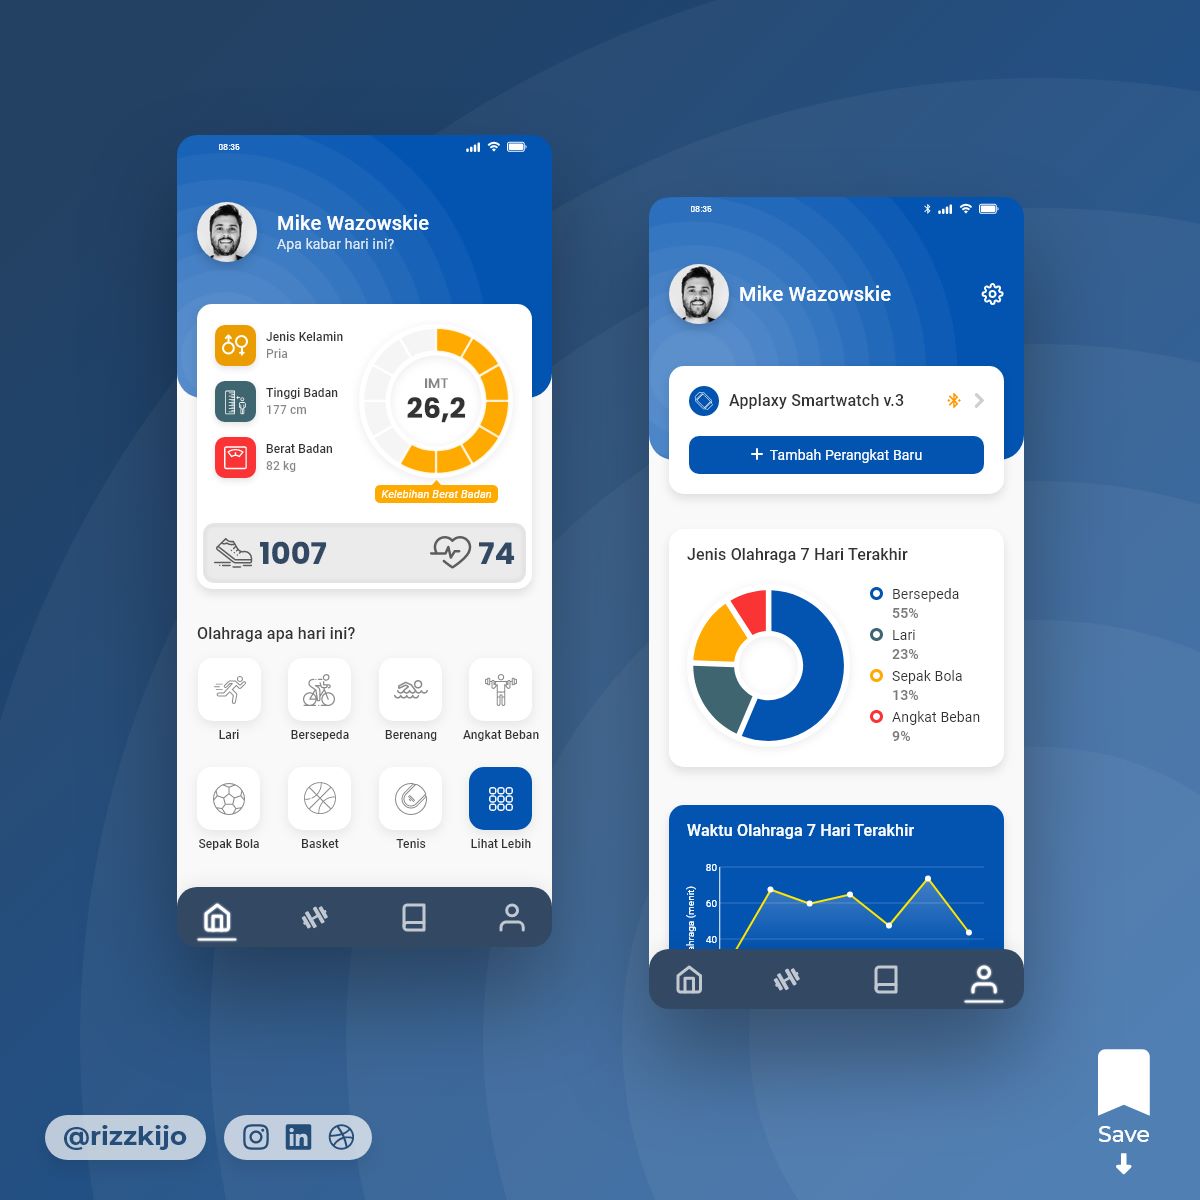 08:36
Mike Wazowskie
Apa kabar hari ini?
Jenis Kelamin
Pria
Tinggi Badan
177 cm
Berat Badan
82 kg
IMT
26,2
Kelebihan Berat Badan
1007
74
Olahraga apa hari ini?
Lari
Bersepeda
Berenang
Angkat Beban
Sepak Bola
Basket
Tenis
Lihat Lebih
08:36
Mike Wazowskie
Applaxy Smartwatch v.3
+ Tambah Perangkat Baru
Jenis Olahraga 7 Hari Terakhir
Bersepeda
55%
Lari
23%
Sepak Bola
13%
Angkat Beban
9%
Waktu Olahraga 7 Hari Terakhir
80
60
40
ahraga (menit)
@rizzkijo
in
Save